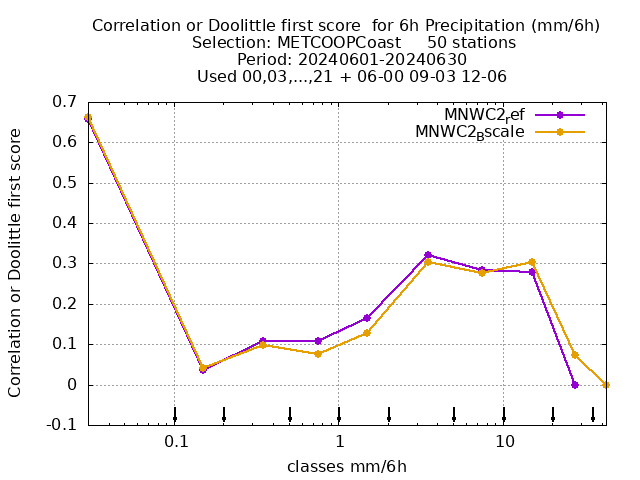 Correlation or Doolittle first score  for 6h Precipitation (mm/6h)
Selection: METCOOPCoast     50 stations
Period: 20240601-20240630
Used 00,03,...,21 + 06-00 09-03 12-06
MNWC2ref
MNWC2Bscale
Correlation or Doolittle first score
0.7
0.6
0.5
0.4
0.3
0.2
0.1
0
-0.1
0.1
1
10
classes mm/6h